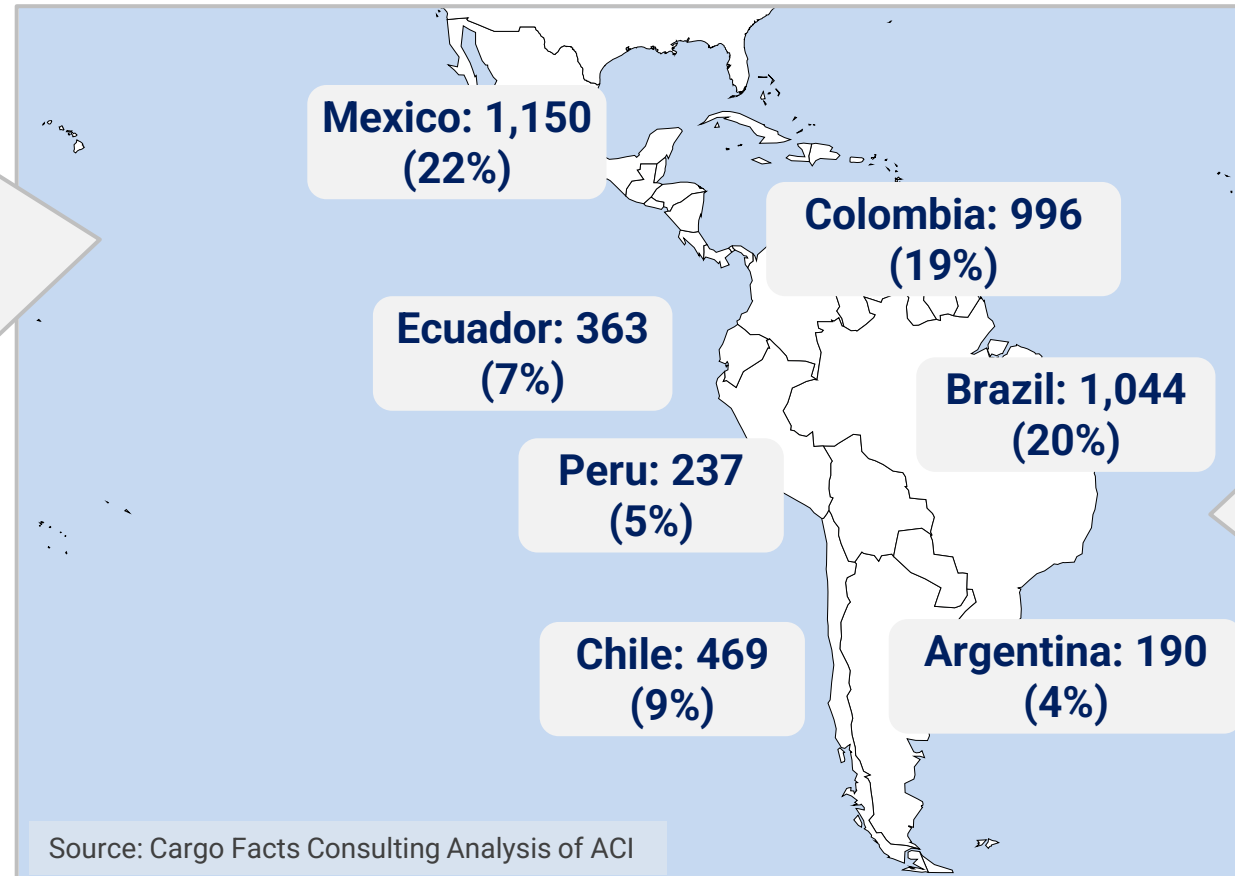 Mexico: 1,150
(22%)
Colombia: 996
(19%)
Ecuador: 363
(7%)
Brazil: 1,044
(20%)
Peru: 237
(5%)
Chile: 469
(9%)
Argentina: 190
(4%)
Source: Cargo Facts Consulting Analysis of ACI